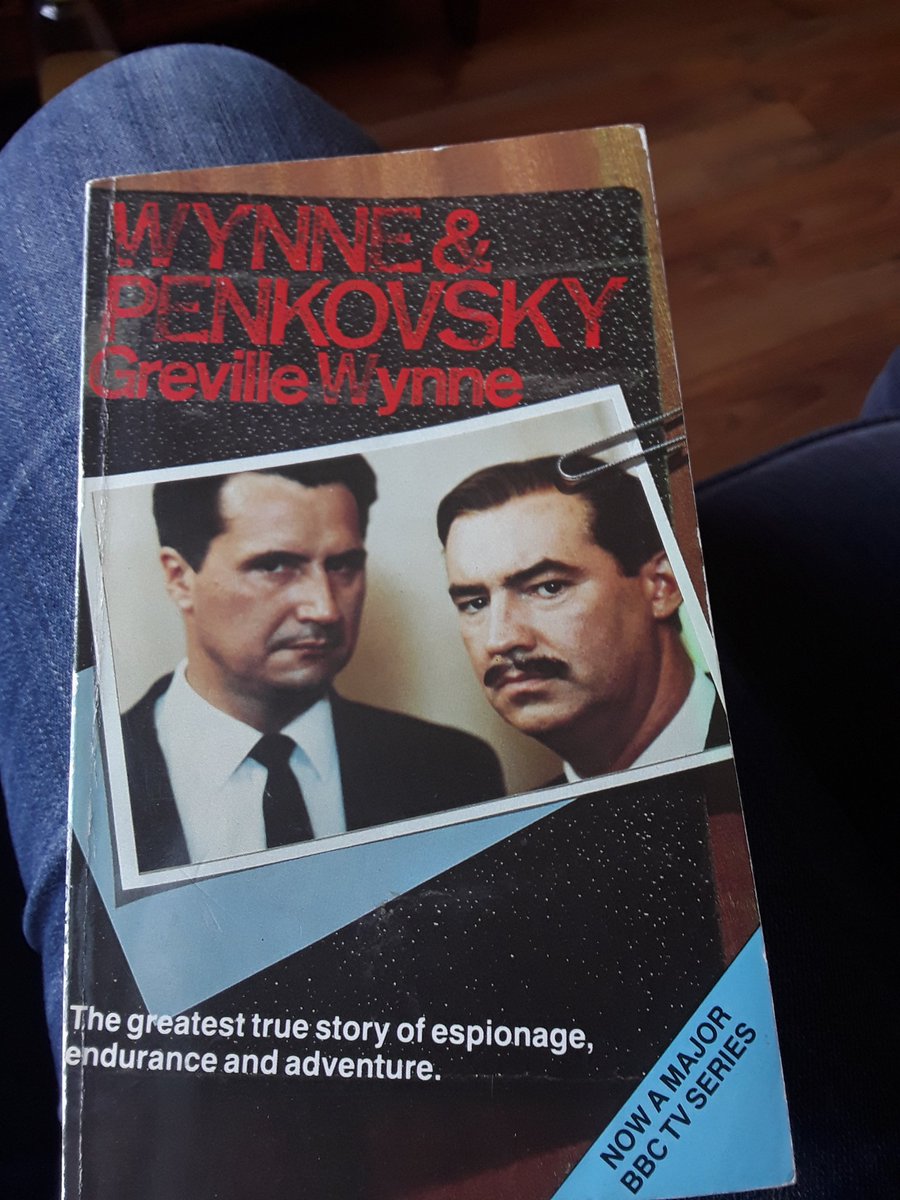 WYNNE &
PENKOVSKY
Greville Wynne
The greatest true story of espionage,
endurance and adventure.
NOW A MAJOR
BBC TV SERIES